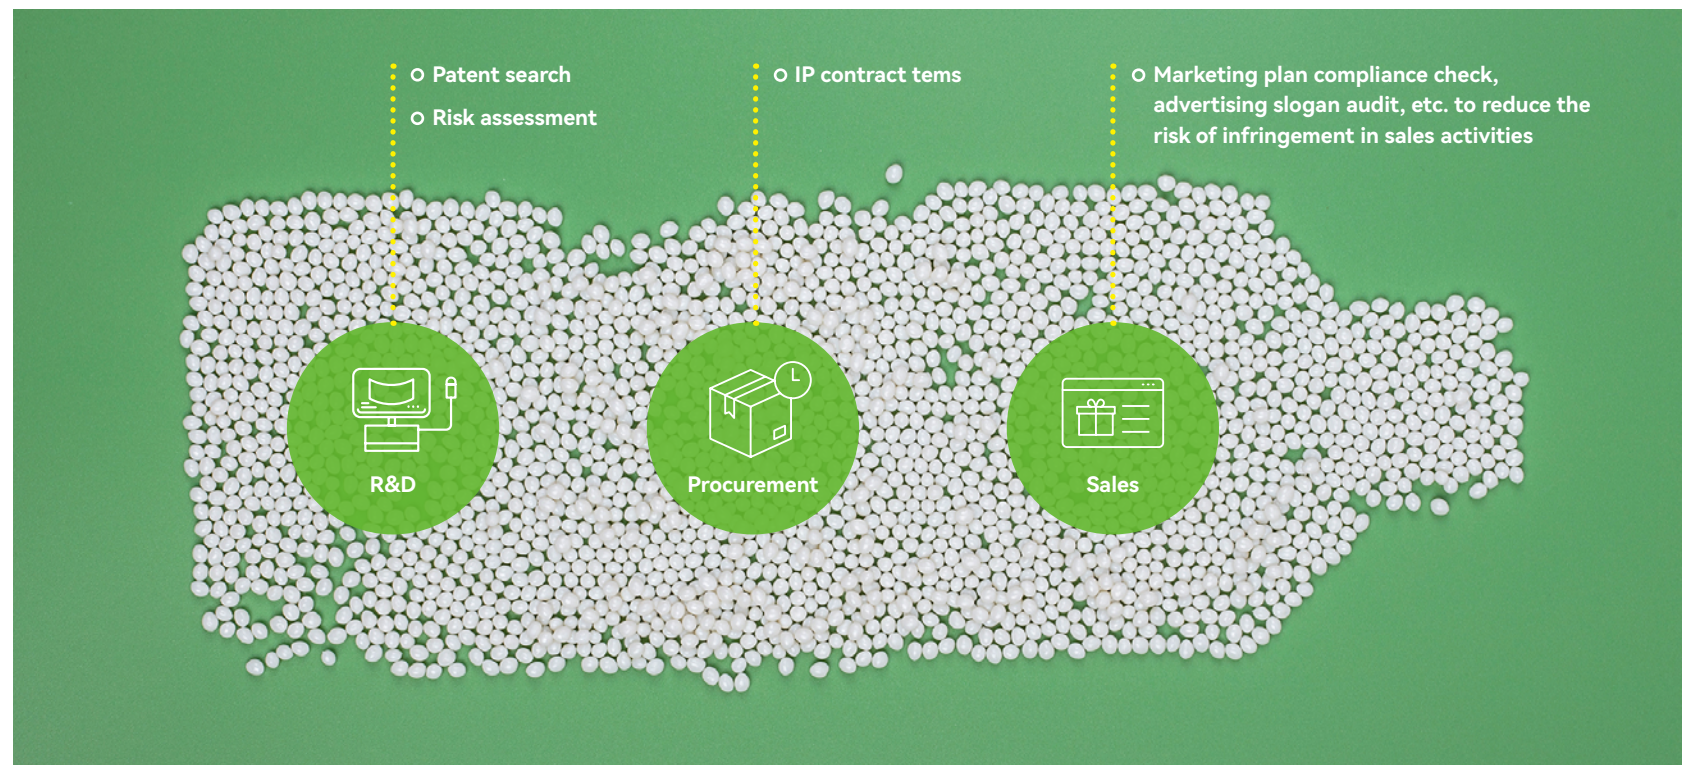 Patent search
Risk assessment
IP contract tems
Marketing plan compliance check,
advertising slogan audit, etc. to reduce the
risk of infringement in sales activities
R&D
Procurement
Sales